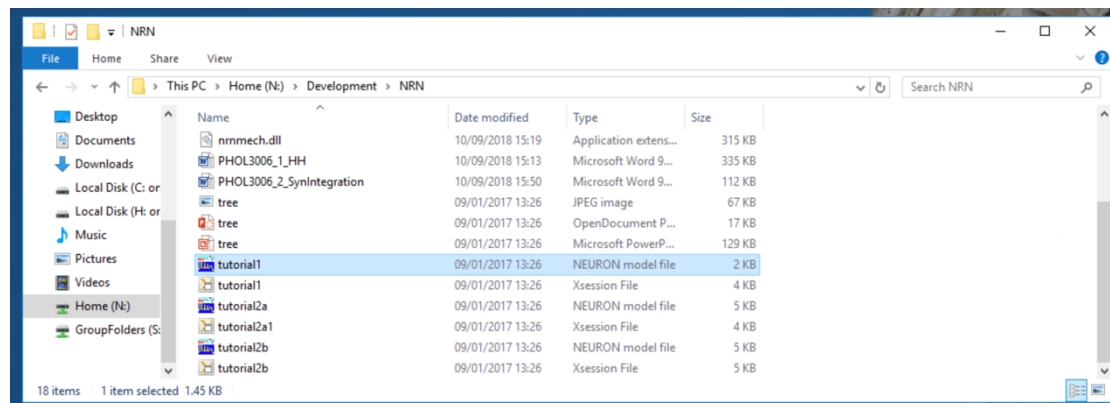 NRN
File Home Share View
This PC > Home (N:) > Development > NRN
Search NRN
Name Date modified Type Size
Desktop
Documents
Downloads
Local Disk (C: or
Local Disk (H: or
Music
Pictures
Videos
Home (N:)
GroupFolders (S:
nrnmech.dll 10/09/2018 15:19 Application extens... 315 KB
PHOL3006_1_HH 10/09/2018 15:13 Microsoft Word 9... 335 KB
PHOL3006_2_SynIntegration 10/09/2018 15:50 Microsoft Word 9... 112 KB
tree 09/01/2017 13:26 JPEG image 67 KB
tree 09/01/2017 13:26 OpenDocument P... 17 KB
tree 09/01/2017 13:26 Microsoft PowerP... 129 KB
tutorial1 09/01/2017 13:26 NEURON model file 2 KB
tutorial1 09/01/2017 13:26 Xsession File 4 KB
tutorial2a 09/01/2017 13:26 NEURON model file 5 KB
tutorial2a1 09/01/2017 13:26 Xsession File 4 KB
tutorial2b 09/01/2017 13:26 NEURON model file 5 KB
tutorial2b 09/01/2017 13:26 Xsession File 5 KB
18 items 1 item selected 1.45 KB